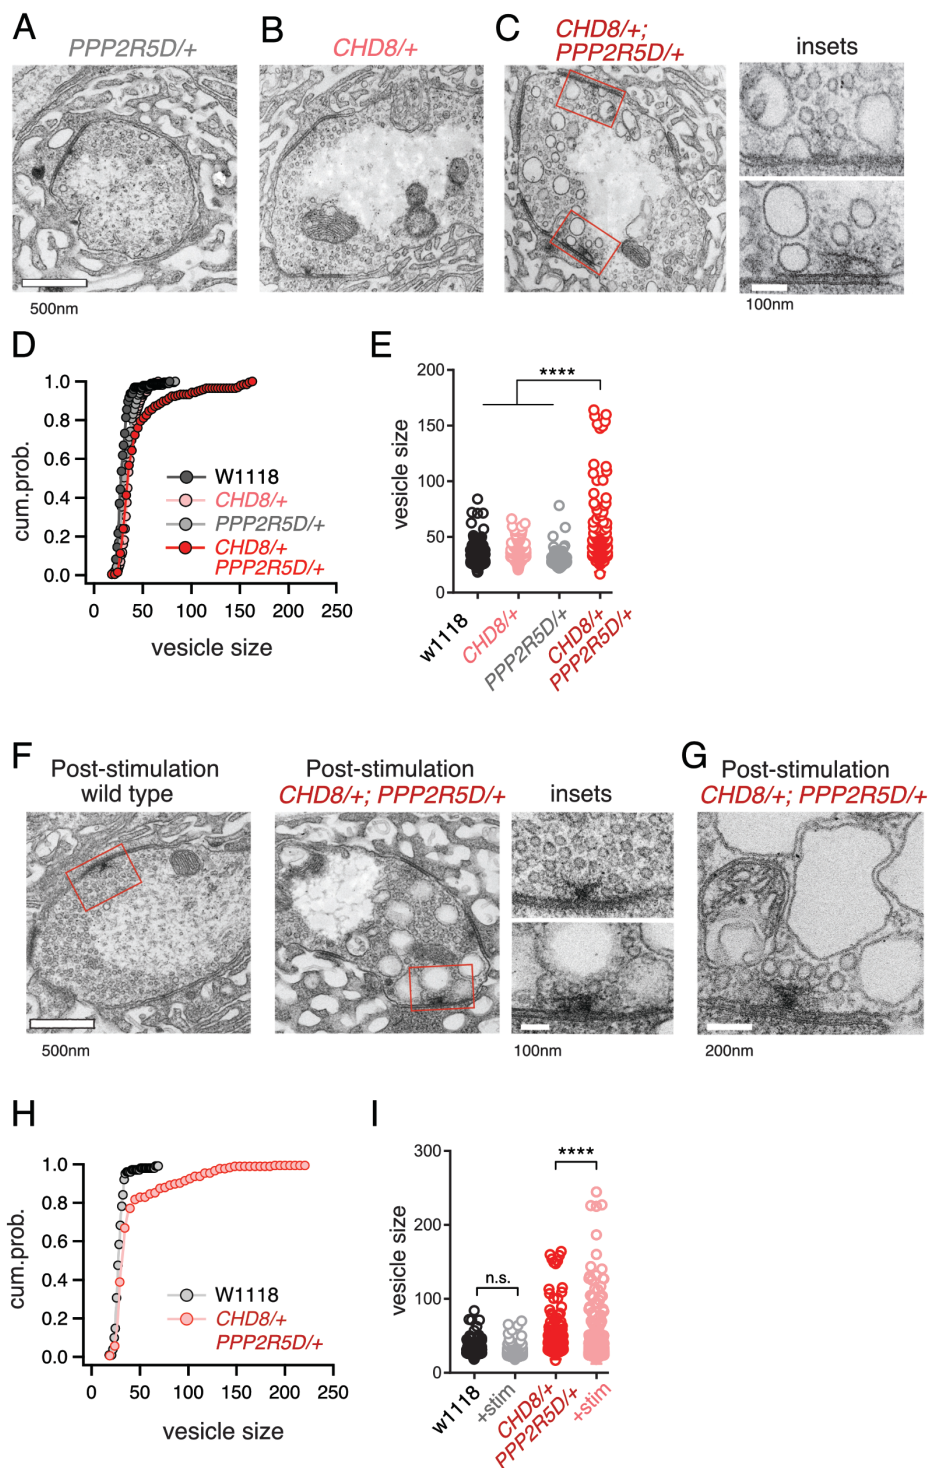 A
PPP2R5D/+
500nm
B
CHD8/+
C
CHD8/+;
PPP2R5D/+
insets
100nm
D
cum.prob.
1.0
0.8
0.6
0.4
0.2
0.0
W1118
CHD8/+
PPP2R5D/+
CHD8/+
PPP2R5D/+
0 50 100 150 200 250
vesicle size
E
vesicle size
200
150
100
50
0
****
w1118
CHD8/+
PPP2R5D/+
CHD8/+
PPP2R5D/+
F
Post-stimulation
wild type
500nm
Post-stimulation
CHD8/+; PPP2R5D/+
insets
100nm
G
Post-stimulation
CHD8/+; PPP2R5D/+
200nm
H
cum.prob.
1.0
0.8
0.6
0.4
0.2
0.0
W1118
CHD8/+
PPP2R5D/+
0 50 100 150 200 250
vesicle size
I
vesicle size
300
200
100
0
n.s.
****
w1118
+stim
CHD8/+
PPP2R5D/+
+stim